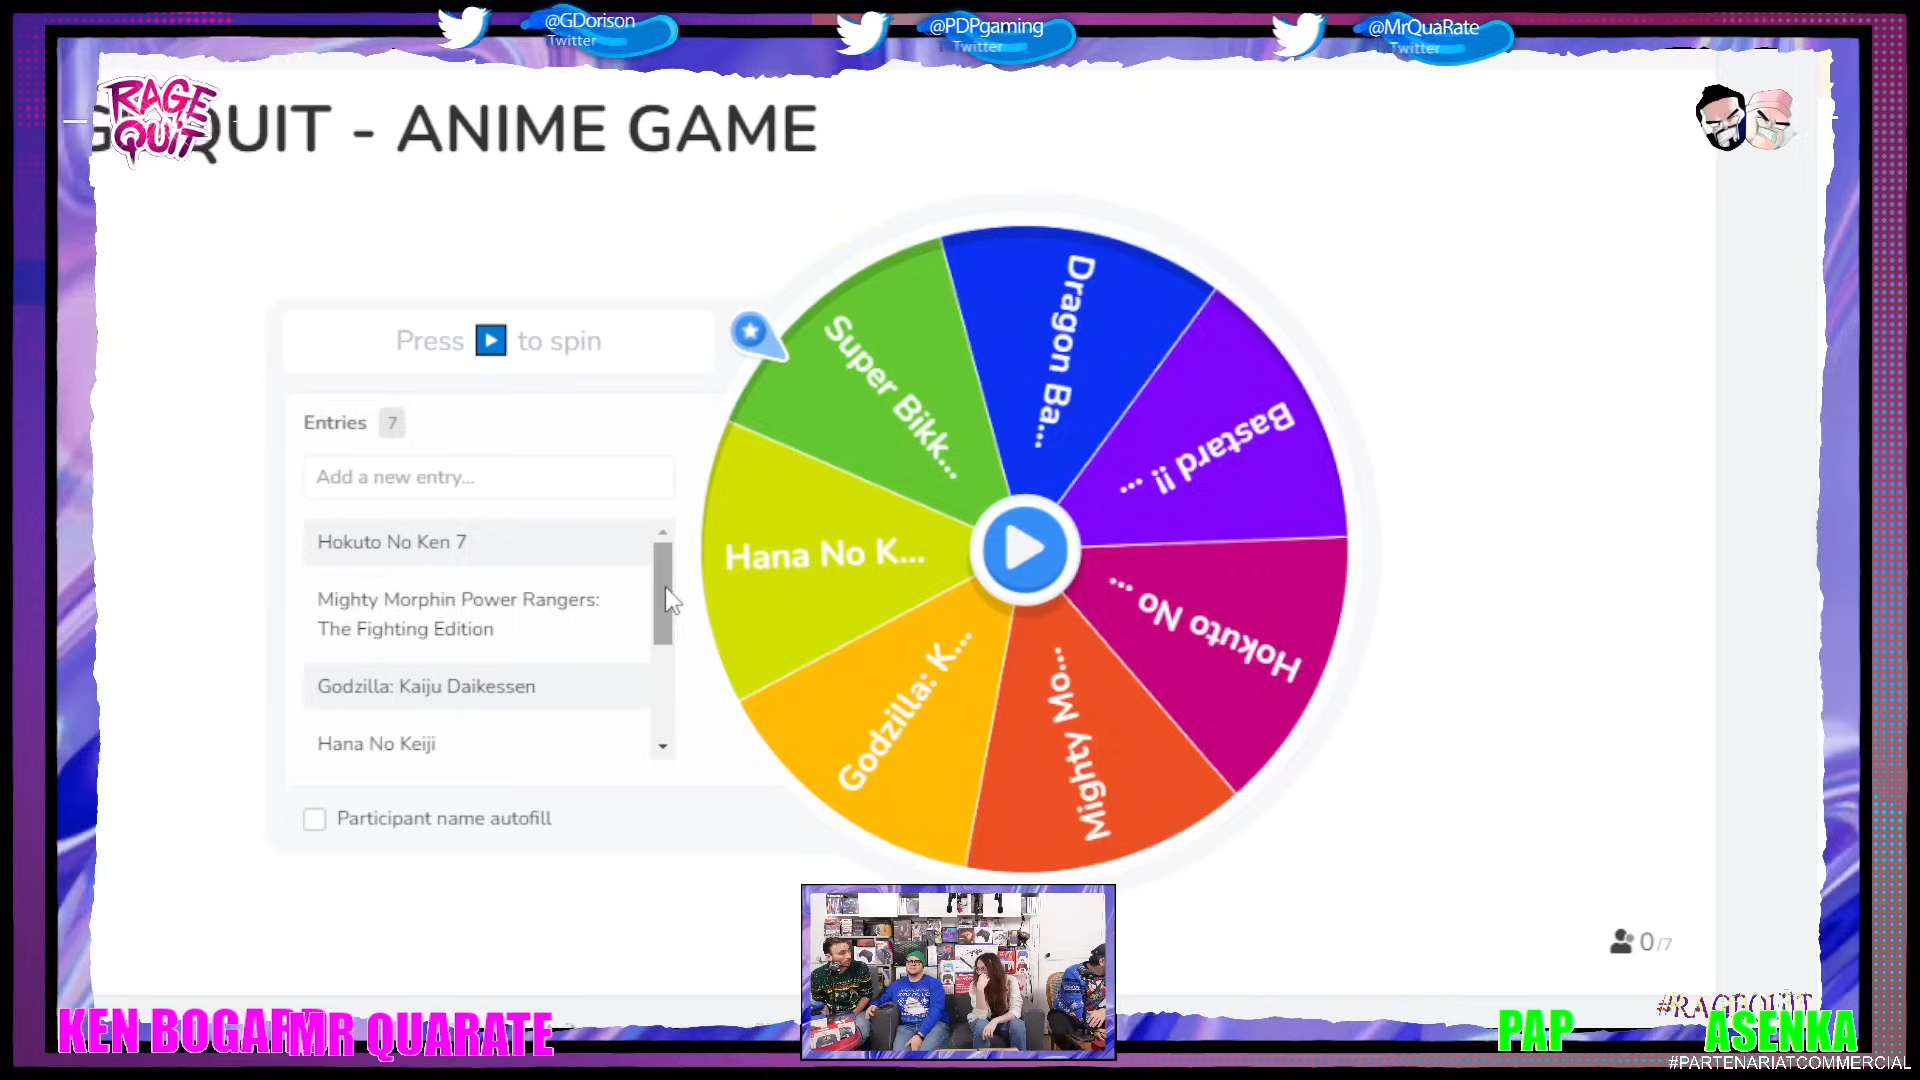 @GDorison
Twitter
@PDPgaming
Twitter
@MrQuaRate
Twitter
RAGE
QUIT
QUIT - ANIME GAME
Press to spin
Entries 7
Add a new entry...
Hokuto No Ken 7
Mighty Morphin Power Rangers:
The Fighting Edition
Godzilla: Kaiju Daikessen
Hana No Keiji
Participant name autofill
Super Bikk...
Dragon Ba...
Bastard !! ...
Hokuto No ...
Mighty Mo...
Godzilla: K...
Hana No K...
0/7
KEN BOGAR
MR QUARATE
#RAGEQUIT
PAP
ASENKA
#PARTENARIATCOMMERCIAL